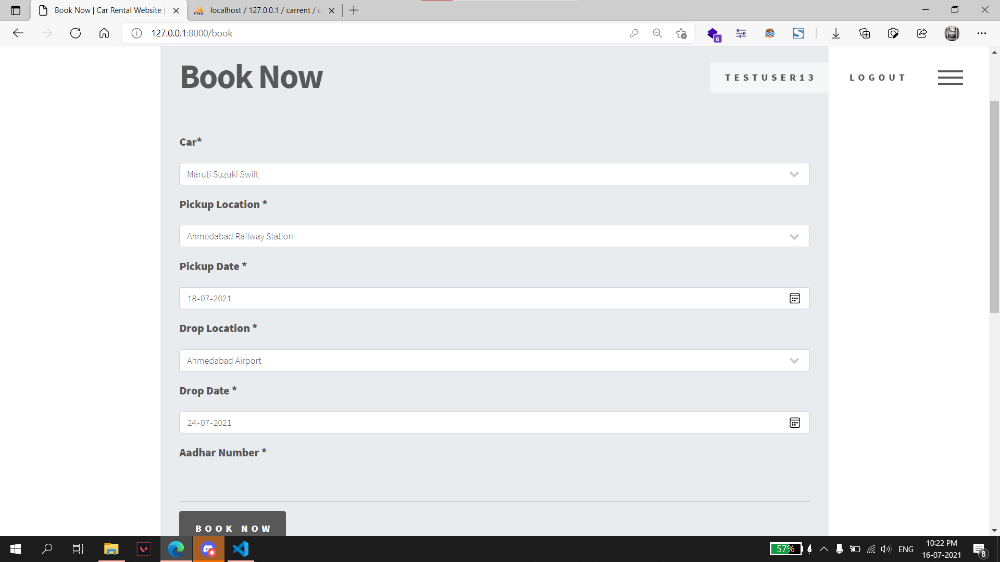 Book Now | Car Rental Website |
localhost / 127.0.0.1 / carrent / c
127.0.0.1:8000/book
6
Book Now
TESTUSER13
LOGOUT
Car*
Maruti Suzuki Swift
Pickup Location *
Ahmedabad Railway Station
Pickup Date *
18-07-2021
Drop Location *
Ahmedabad Airport
Drop Date *
24-07-2021
Aadhar Number *
BOOK NOW
57%
ENG
10:22 PM
16-07-2021
8
PMA